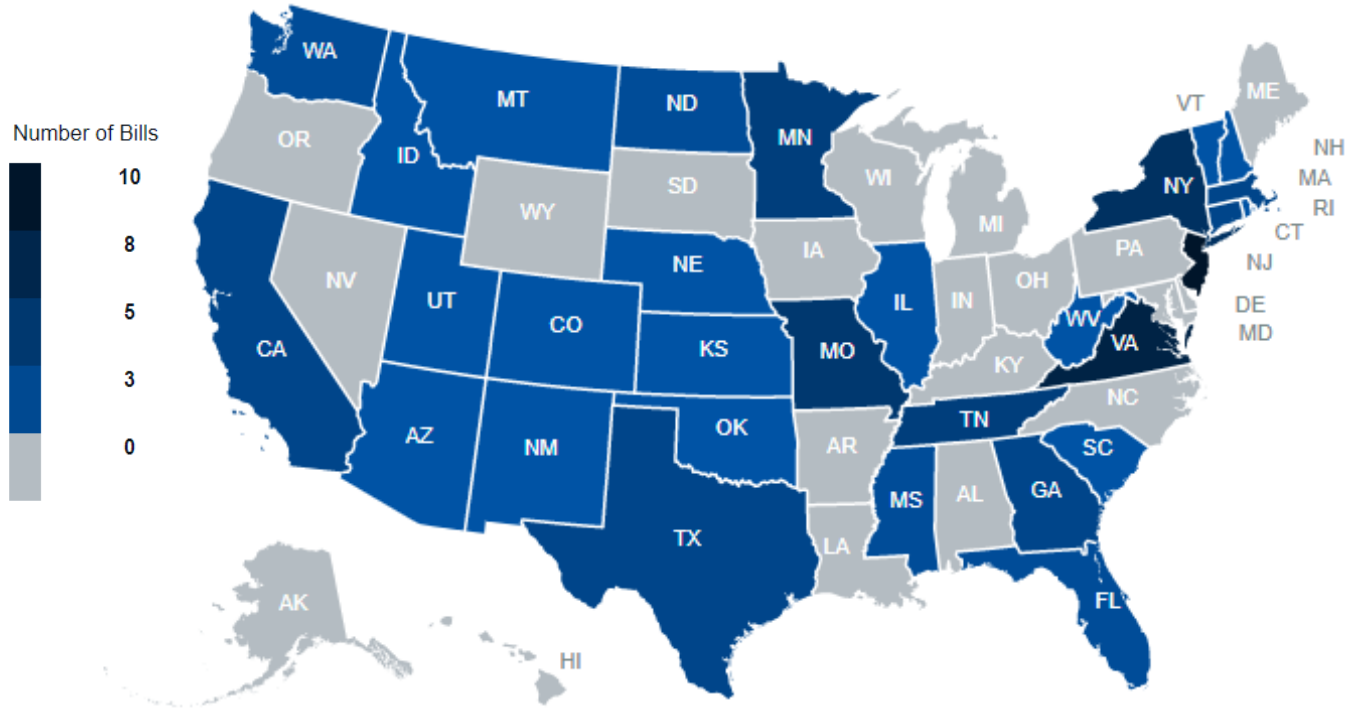 WA
MT
ND
MN
VT
ME
Number of Bills
OR
ID
SD
WI
NY
NH
10
WY
MI
MA
RI
8
NV
UT
NE
IA
PA
CT
5
CO
IL
IN
OH
NJ
3
CA
KS
MO
WV
VA
DE
MD
0
AZ
NM
OK
AR
KY
TN
NC
SC
TX
MS
AL
GA
LA
FL
AK
HI